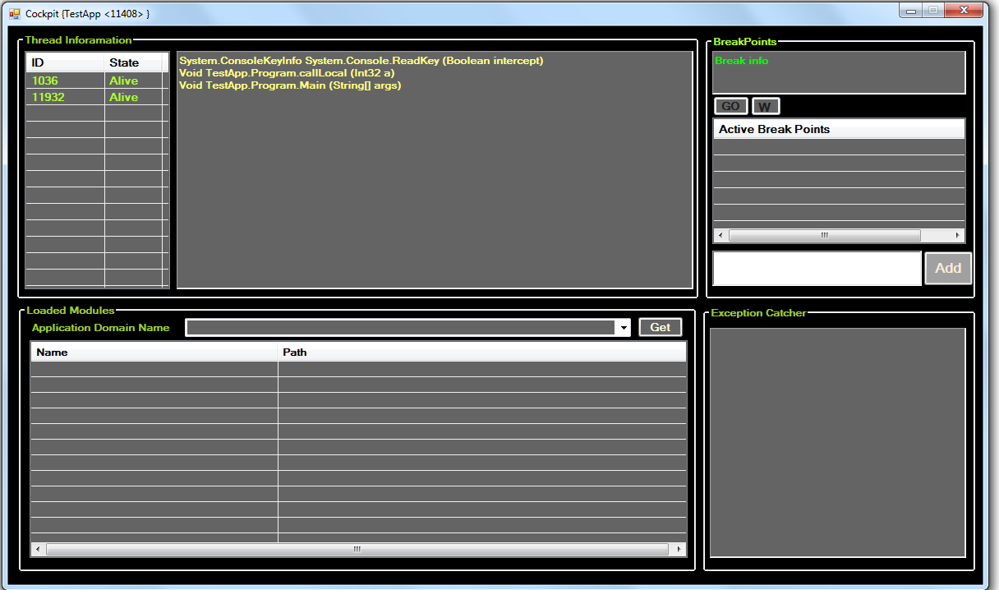 Cockpit {TestApp <11408> }
Thread Inforamation
ID State
1036 Alive
11932 Alive
System.ConsoleKeyInfo System.Console.ReadKey (Boolean intercept)
Void TestApp.Program.callLocal (Int32 a)
Void TestApp.Program.Main (String[] args)
BreakPoints
Break info
GO W
Active Break Points
Add
Loaded Modules
Application Domain Name Get
Name Path
Exception Catcher